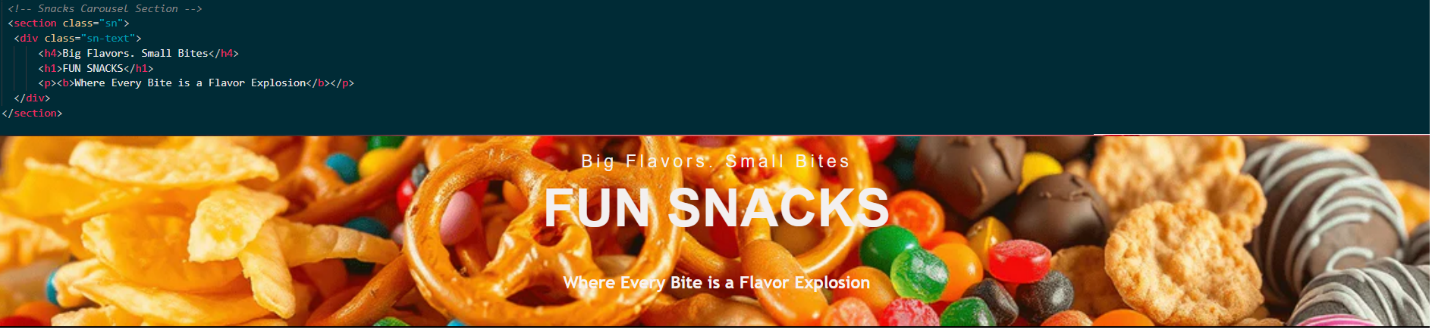 <!-- Snacks Carousel Section -->
<section class="sn">
<div class="sn-text">
<h4>Big Flavors. Small Bites</h4>
<h1>FUN SNACKS</h1>
<p><b>Where Every Bite is a Flavor Explosion</b></p>
</div>
</section>
Big Flavors. Small Bites
FUN SNACKS
Where Every Bite is a Flavor Explosion